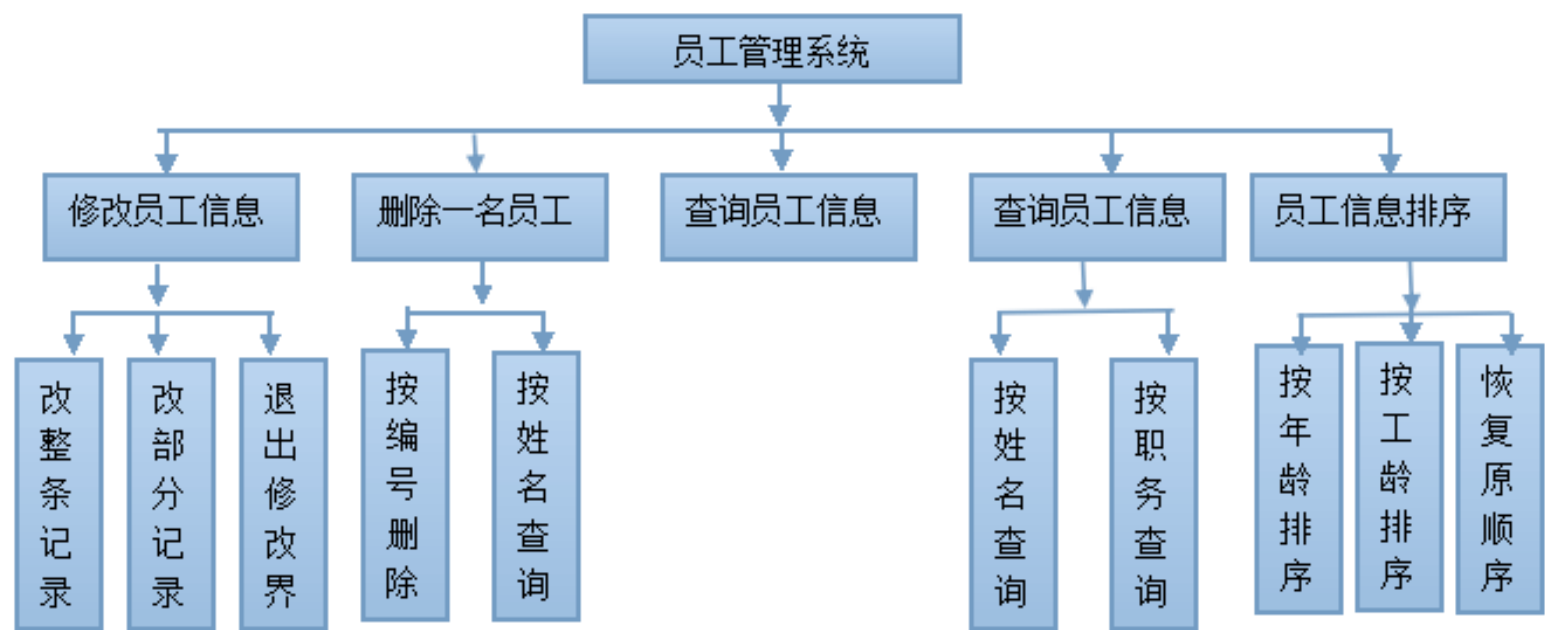 员工管理系统
修改员工信息
删除一名员工
查询员工信息
查询员工信息
员工信息排序
改整条记录
改部分记录
退出修改界
按编号删除
按姓名查询
按姓名查询
按职务查询
按年龄排序
按工龄排序
恢复原顺序